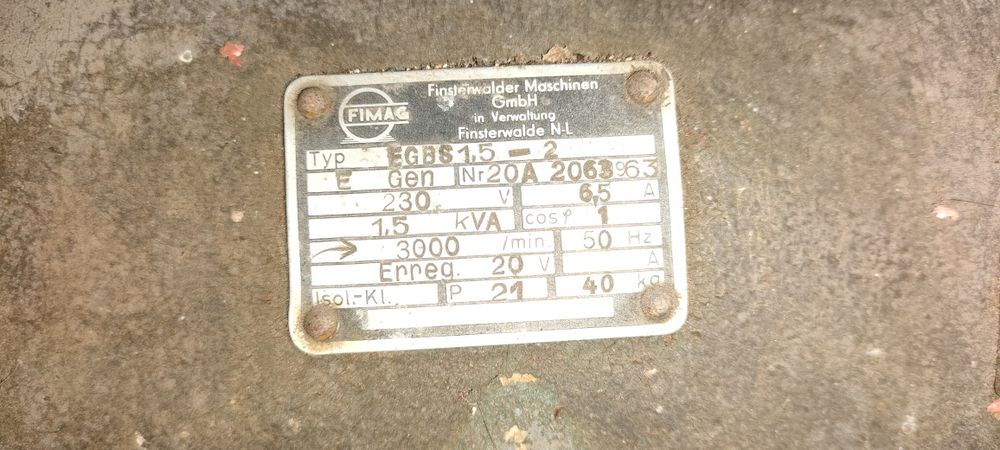 FIMAG
Finsterwalder Maschinen
GmbH
in Verwaltung
Finsterwalde N-L
Typ EGBS 1,5 - 2
E Gen Nr 20A 2063 963
230 V 6,5 A
1,5 kVA cosφ 1
→ 3000 /min. 50 Hz
Erreg. 20 V A
Isol.-Kl. P 21 40 kg